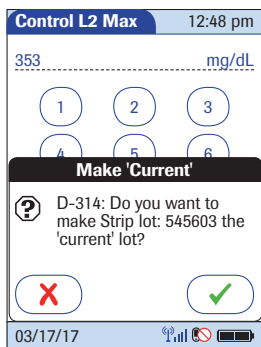 Control L2 Max 12:48 pm
353 mg/dL
1 2 3
4 5 6
Make 'Current'
D-314: Do you want to
make Strip lot: 545603 the
'current' lot?
03/17/17